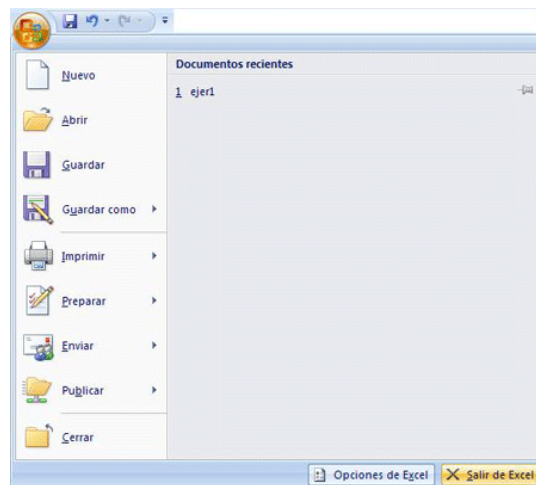 Nuevo
Abrir
Guardar
Guardar como
Imprimir
Preparar
Enviar
Publicar
Cerrar
Documentos recientes
1 ejer1
Opciones de Excel
Salir de Excel